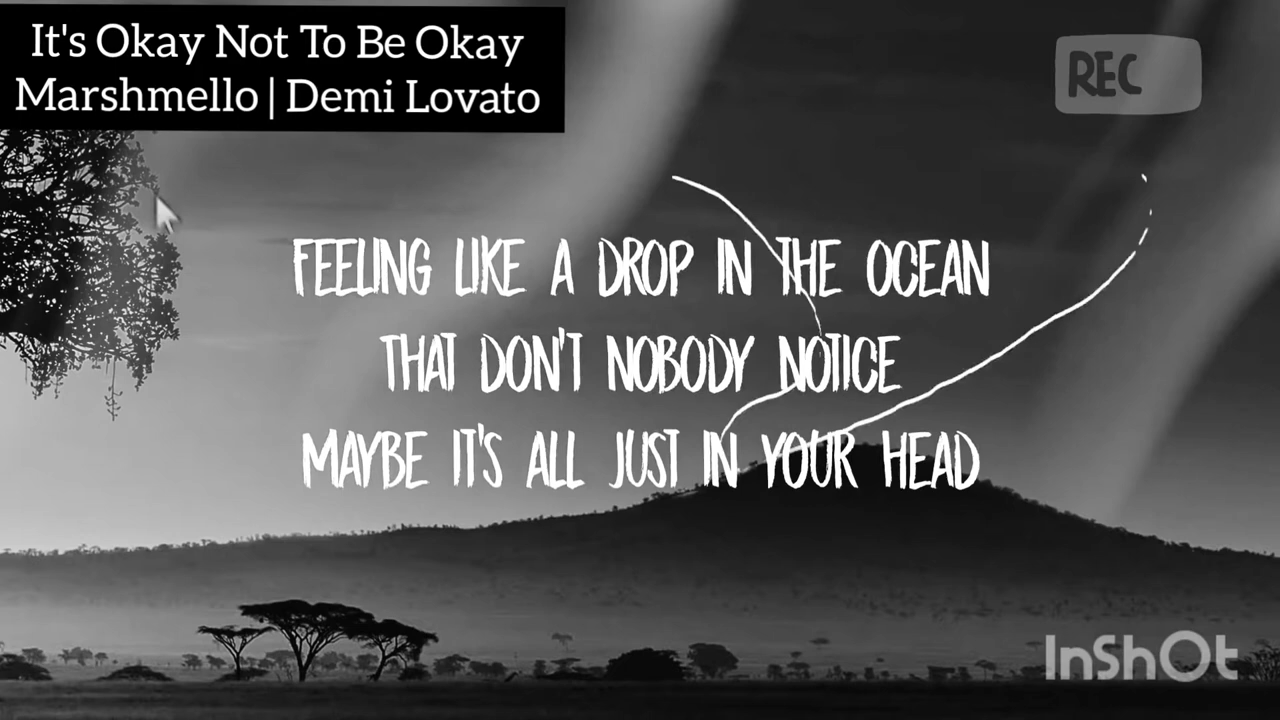 It's Okay Not To Be Okay
Marshmello | Demi Lovato
REC
FEELING LIKE A DROP IN THE OCEAN
THAT DON'T NOBODY NOTICE
MAYBE IT'S ALL JUST IN YOUR HEAD
InShOt